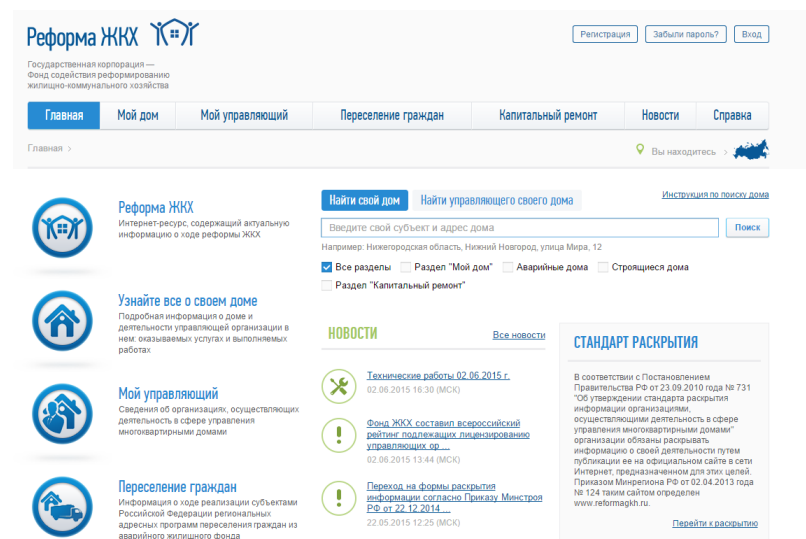 Реформа ЖКХ
Государственная корпорация —
Фонд содействия реформированию
жилищно-коммунального хозяйства
Регистрация
Забыли пароль?
Вход
Главная
Мой дом
Мой управляющий
Переселение граждан
Капитальный ремонт
Новости
Справка
Главная >
Вы находитесь >
Реформа ЖКХ
Интернет-ресурс, содержащий актуальную
информацию о ходе реформы ЖКХ
Узнайте все о своем доме
Подробная информация о доме и
деятельности управляющей организации в
нем: оказываемых услугах и выполняемых
работах
Мой управляющий
Сведения об организациях, осуществляющих
деятельность в сфере управления
многоквартирными домами
Переселение граждан
Информация о ходе реализации субъектами
Российской Федерации региональных
адресных программ переселения граждан из
аварийного жилищного фонда
Найти свой дом
Найти управляющего своего дома
Инструкция по поиску дома
Введите свой субъект и адрес дома
Поиск
Например: Нижегородская область, Нижний Новгород, улица Мира, 12
Все разделы
Раздел "Мой дом"
Аварийные дома
Строящиеся дома
Раздел "Капитальный ремонт"
НОВОСТИ
Все новости
Технические работы 02.06.2015 г.
02.06.2015 16:30 (МСК)
Фонд ЖКХ составил всероссийский
рейтинг подлежащих лицензированию
управляющих ор ...
02.06.2015 13:44 (МСК)
Переход на формы раскрытия
информации согласно Приказу Минстроя
РФ от 22.12.2014 ...
22.05.2015 12:25 (МСК)
СТАНДАРТ РАСКРЫТИЯ
В соответствии с Постановлением
Правительства РФ от 23.09.2010 года № 731
"Об утверждении стандарта раскрытия
информации организациями,
осуществляющими деятельность в сфере
управления многоквартирными домами"
организации обязаны раскрывать
информацию о своей деятельности путем
публикации ее на официальном сайте в сети
Интернет, предназначенном для этих целей.
Приказом Минрегиона РФ от 02.04.2013 года
№ 124 таким сайтом определен
www.reformagkh.ru.
Перейти к раскрытию